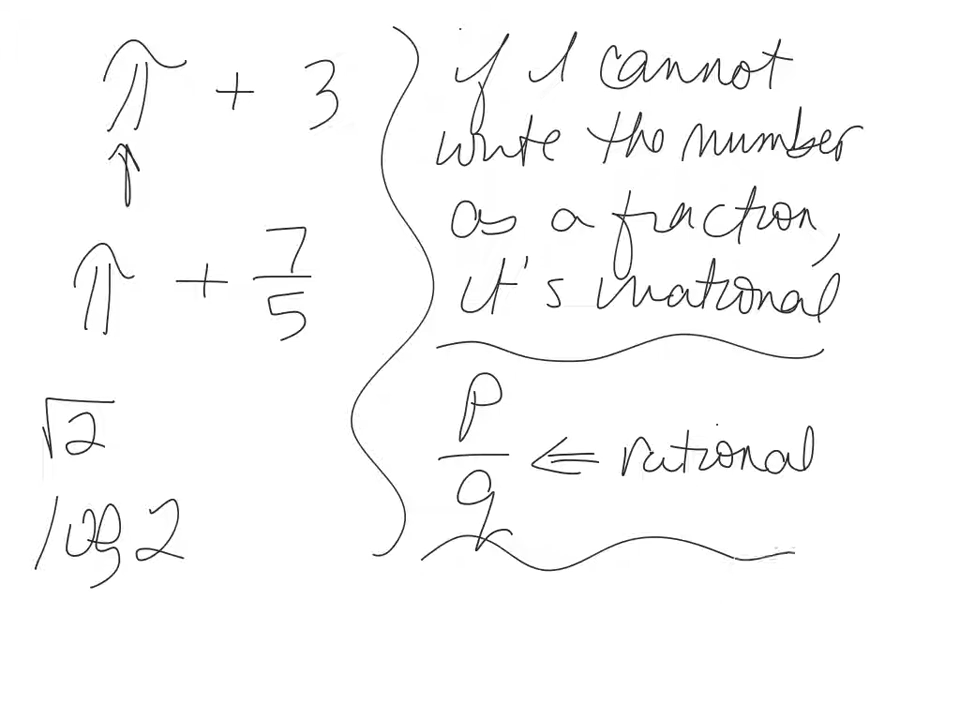 π + 3
π + 7/5
√2
log 2
if I cannot
write the number
as a fraction,
it's irrational
p/q ⇐ rational